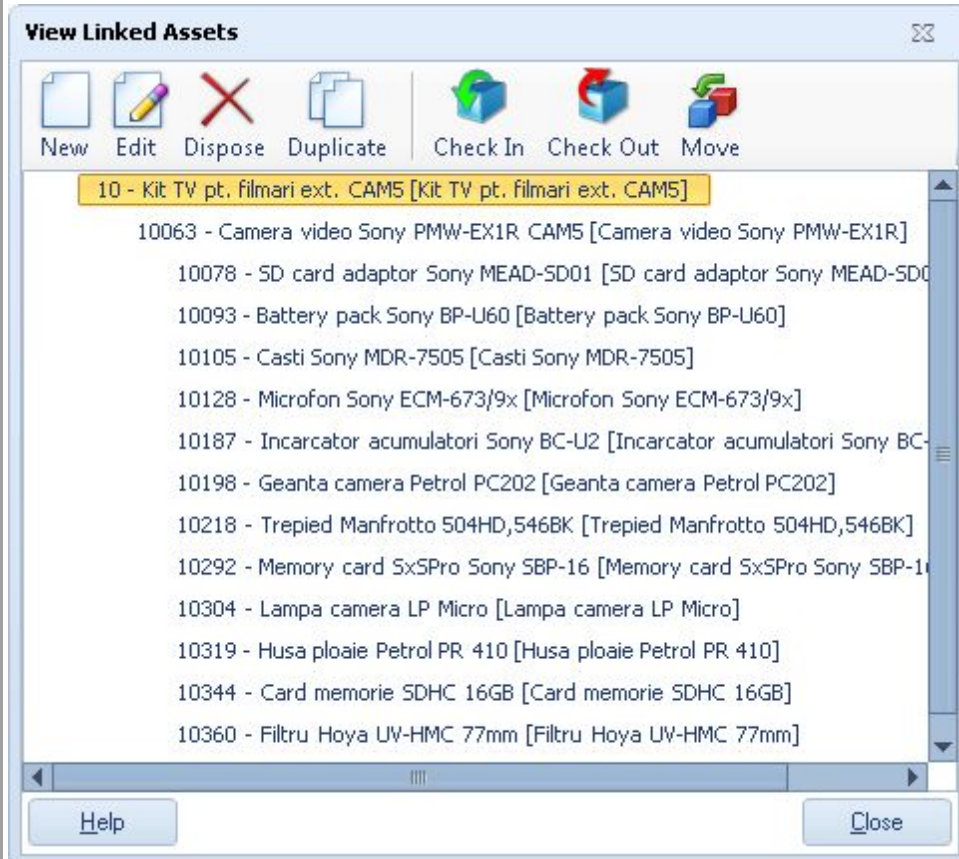 View Linked Assets
New Edit Dispose Duplicate Check In Check Out Move
10 - Kit TV pt. filmari ext. CAM5 [Kit TV pt. filmari ext. CAM5]
10063 - Camera video Sony PMW-EX1R CAM5 [Camera video Sony PMW-EX1R]
10078 - SD card adaptor Sony MEAD-SD01 [SD card adaptor Sony MEAD-SD0
10093 - Battery pack Sony BP-U60 [Battery pack Sony BP-U60]
10105 - Casti Sony MDR-7505 [Casti Sony MDR-7505]
10128 - Microfon Sony ECM-673/9x [Microfon Sony ECM-673/9x]
10187 - Incarcator acumulatori Sony BC-U2 [Incarcator acumulatori Sony BC-
10198 - Geanta camera Petrol PC202 [Geanta camera Petrol PC202]
10218 - Trepied Manfrotto 504HD,546BK [Trepied Manfrotto 504HD,546BK]
10292 - Memory card SxSPro Sony SBP-16 [Memory card SxSPro Sony SBP-1
10304 - Lampa camera LP Micro [Lampa camera LP Micro]
10319 - Husa ploaie Petrol PR 410 [Husa ploaie Petrol PR 410]
10344 - Card memorie SDHC 16GB [Card memorie SDHC 16GB]
10360 - Filtru Hoya UV-HMC 77mm [Filtru Hoya UV-HMC 77mm]
Help Close